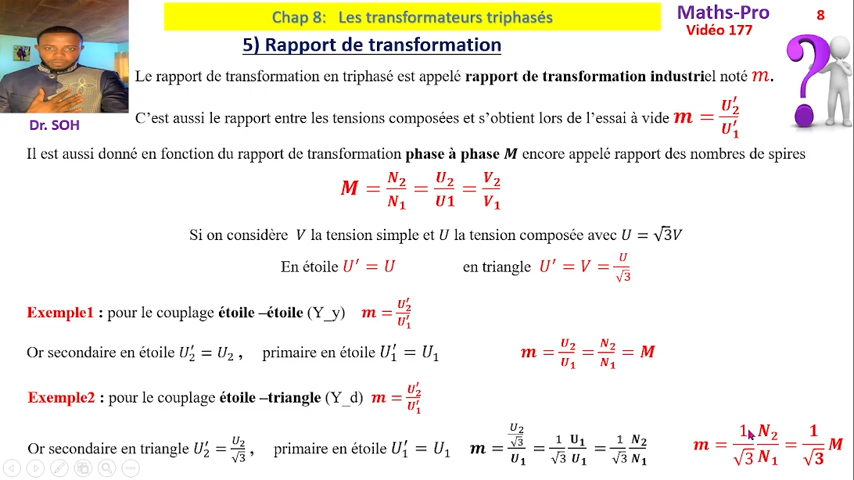 Chap 8: Les transformateurs triphasés
Maths-Pro
Vidéo 177
8
5) Rapport de transformation
Dr. SOH
Le rapport de transformation en triphasé est appelé rapport de transformation industriel noté m.
C'est aussi le rapport entre les tensions composées et s'obtient lors de l'essai à vide m = U′₂/U′₁
Il est aussi donné en fonction du rapport de transformation phase à phase M encore appelé rapport des nombres de spires
M = N₂/N₁ = U₂/U1 = V₂/V₁
Si on considère V la tension simple et U la tension composée avec U = √3V
En étoile U′ = U en triangle U′ = V = U/√3
Exemple1 : pour le couplage étoile –étoile (Y_y) m = U′₂/U′₁
Or secondaire en étoile U′₂ = U₂ , primaire en étoile U′₁ = U₁ m = U₂/U₁ = N₂/N₁ = M
Exemple2 : pour le couplage étoile –triangle (Y_d) m = U′₂/U′₁
Or secondaire en triangle U′₂ = U₂/√3 , primaire en étoile U′₁ = U₁ m = (U₂/√3)/U₁ = 1/√3 U₁/U₁ = 1/√3 N₂/N₁ m = 1/√3 N₂/N₁ = 1/√3 M